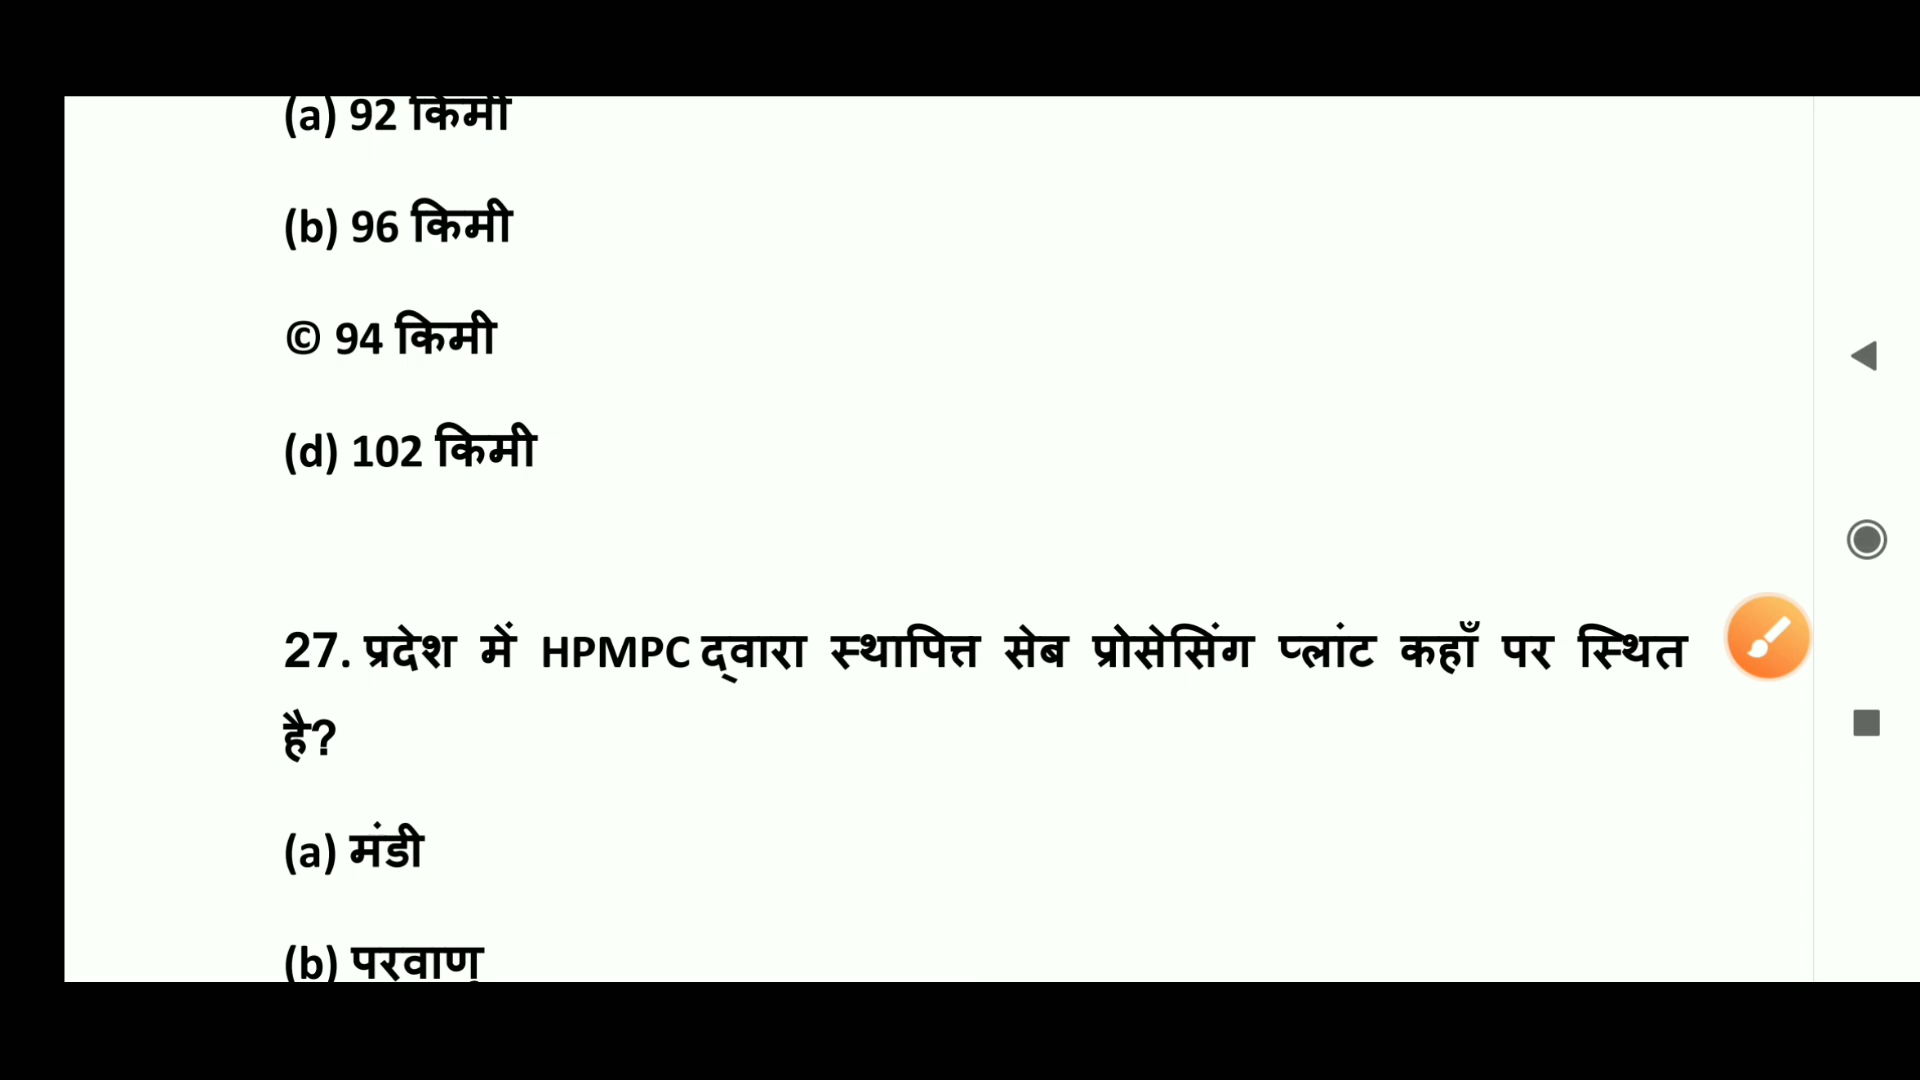 (a) 92 किमी
(b) 96 किमी
© 94 किमी
(d) 102 किमी
27. प्रदेश में HPMPC द्वारा स्थापित्त सेब प्रोसेसिंग प्लांट कहाँ पर स्थित
है?
(a) मंडी
(b) परवाणु